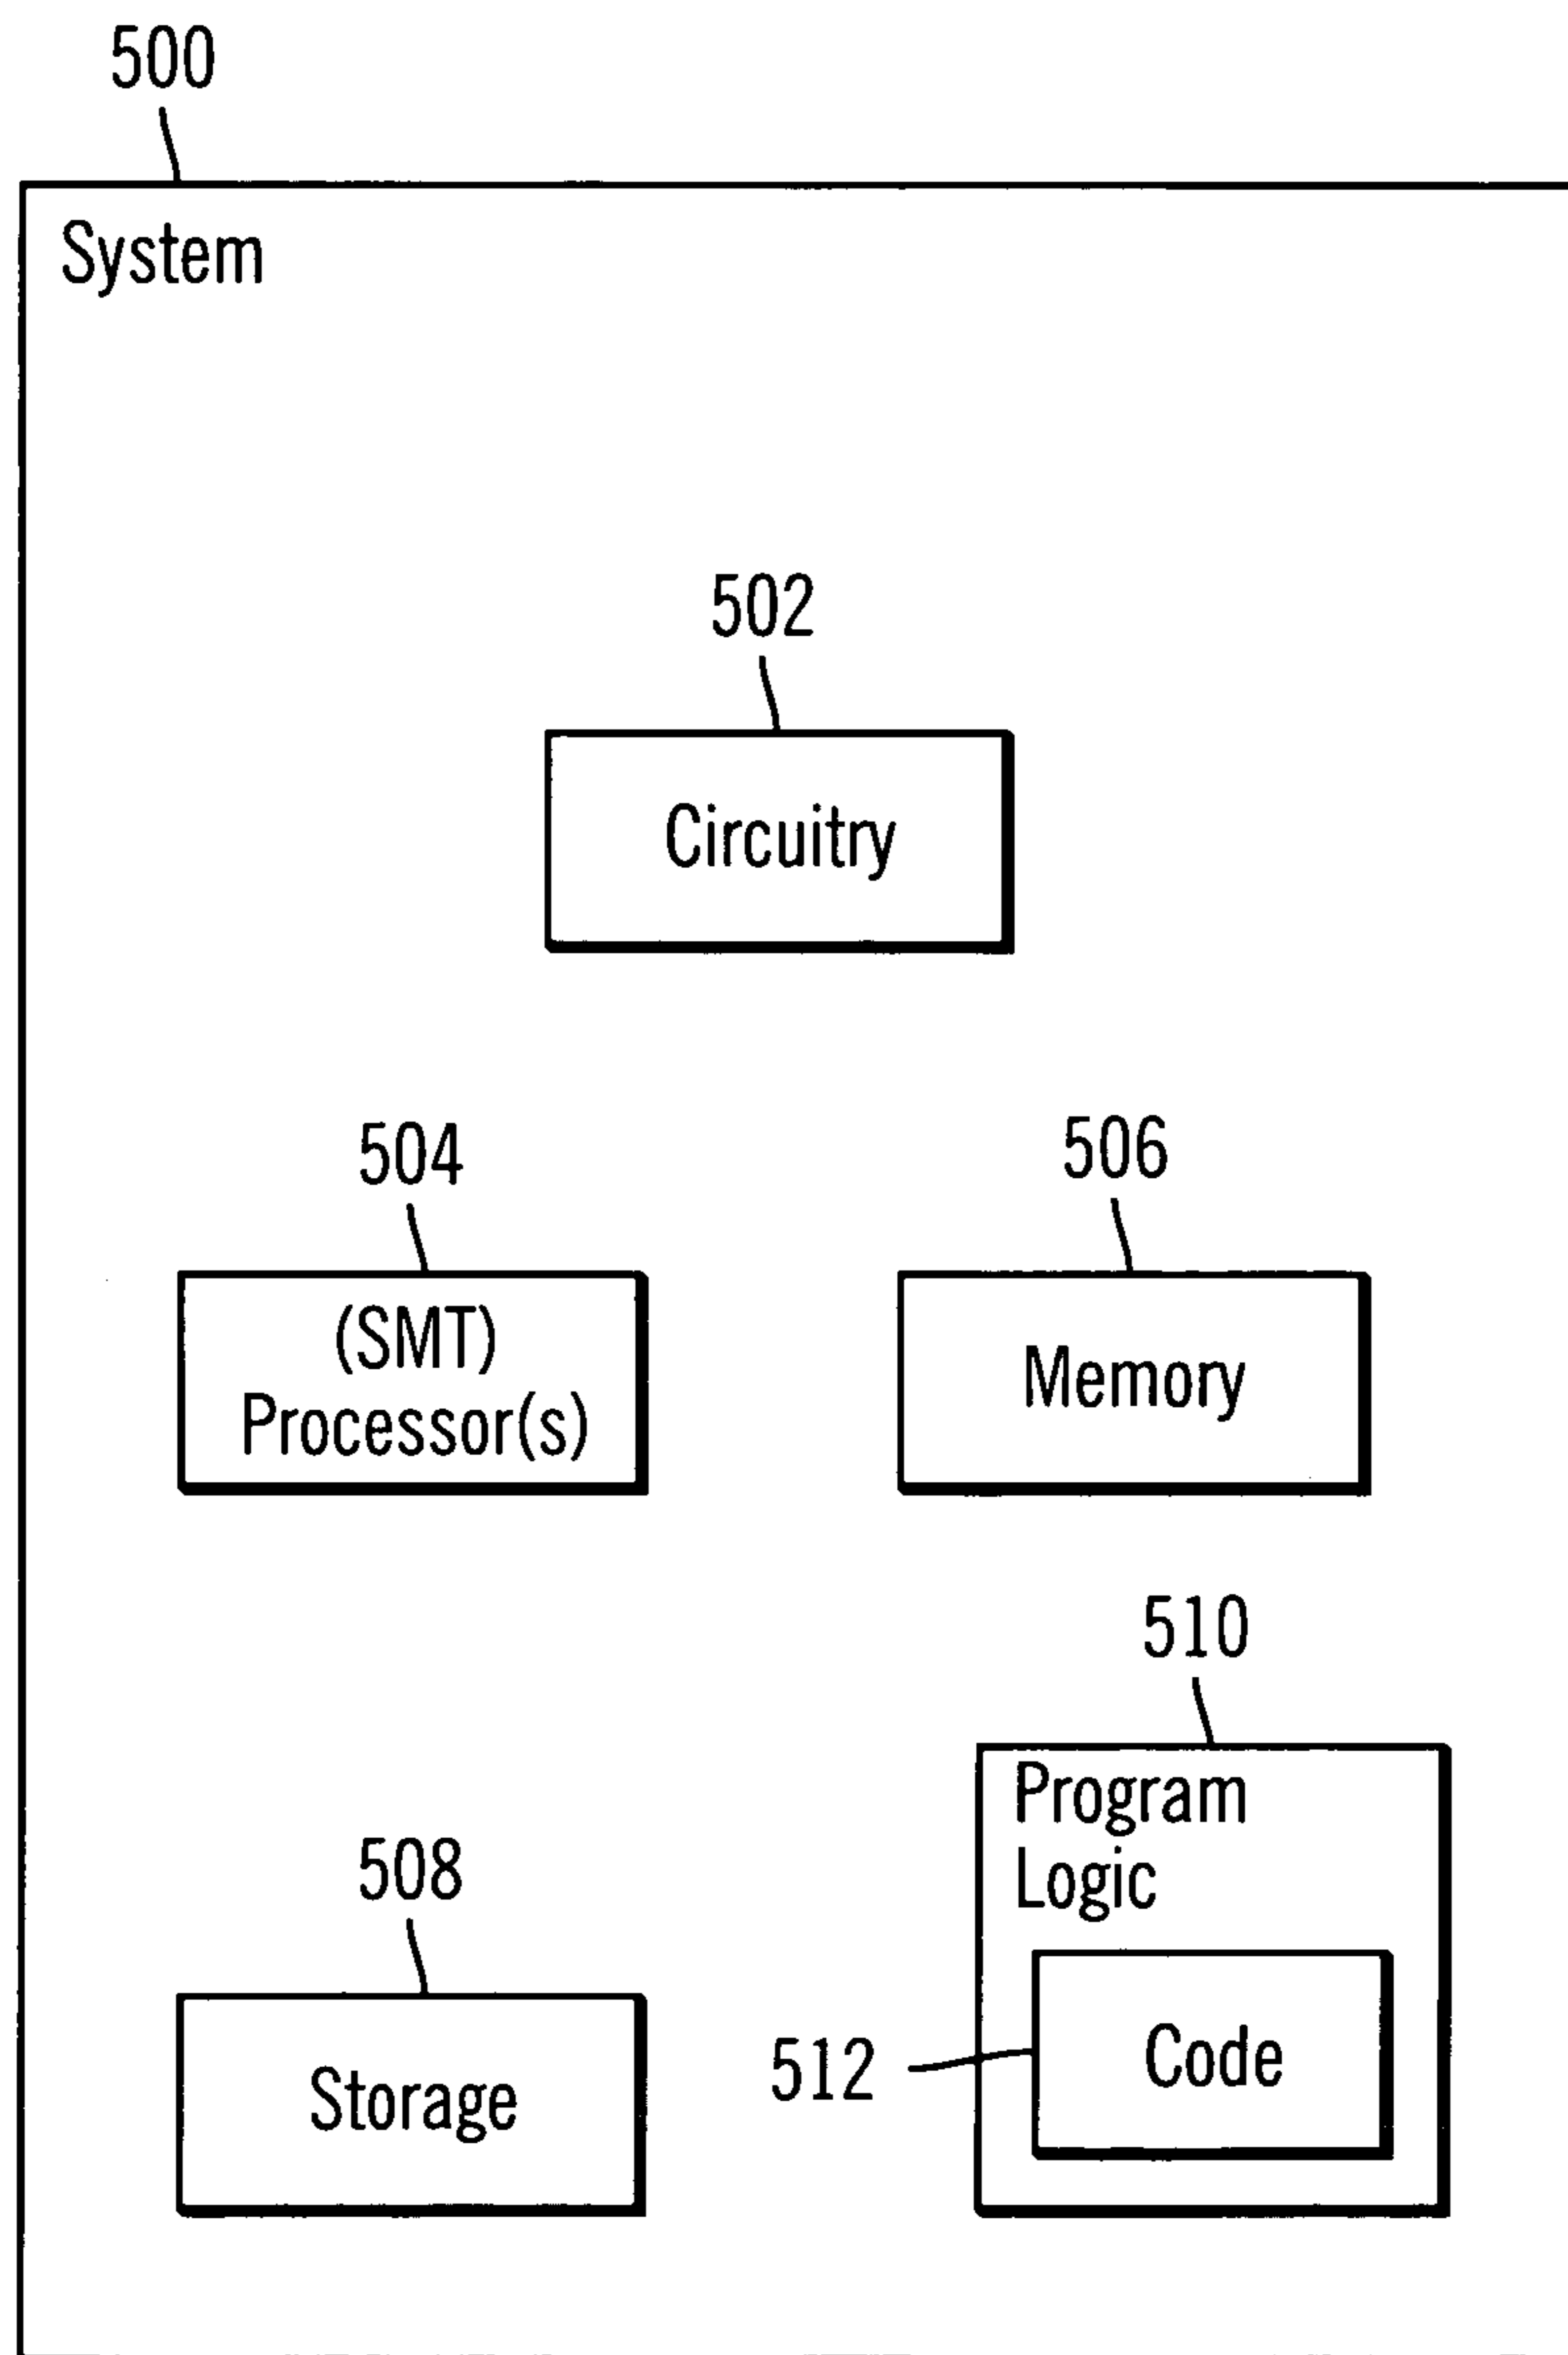 500
System
502
Circuitry
504
506
(SMT)
Processor(s)
Memory
510
Program
Logic
508
512
Code
Storage